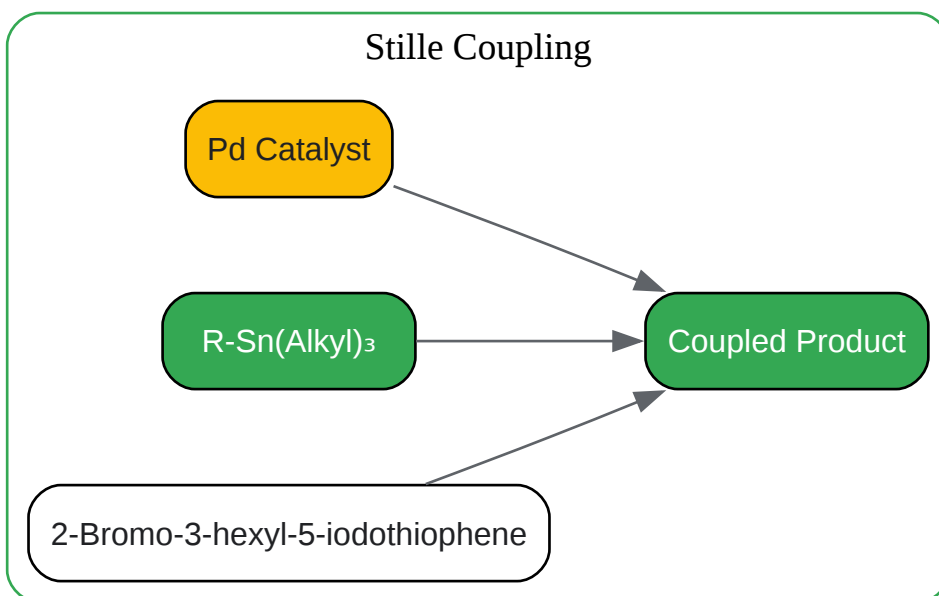 Stille Coupling
Pd Catalyst
R-Sn(Alkyl)₃
Coupled Product
2-Bromo-3-hexyl-5-iodothiophene